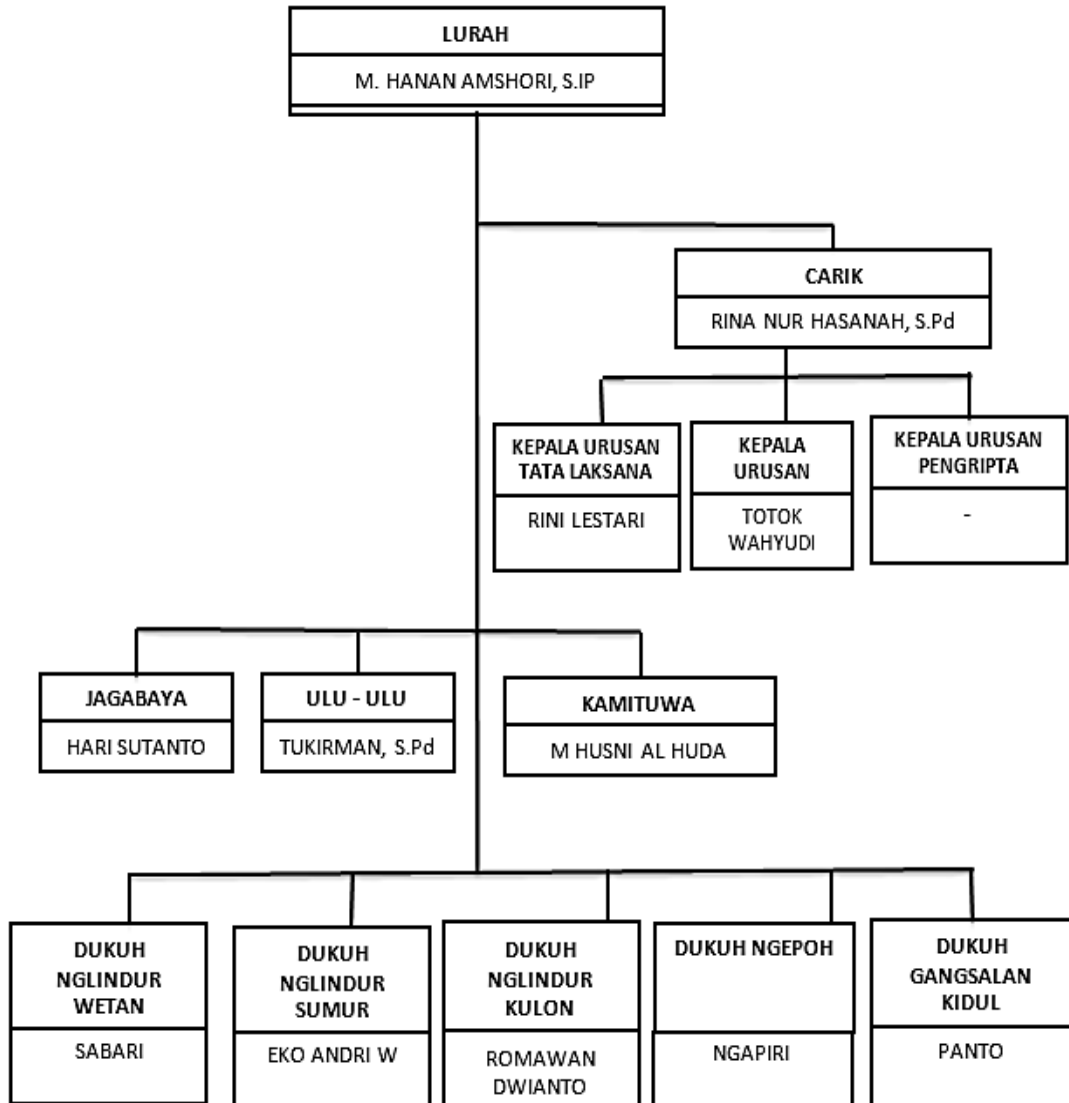 LURAH
M. HANAN AMSHORI, S.IP
CARIK
RINA NUR HASANAH, S.Pd
KEPALA URUSAN
TATA LAKSANA
RINI LESTARI
KEPALA
URUSAN
TOTOK
WAHYUDI
KEPALA URUSAN
PENGRIPTA
-
JAGABAYA
HARI SUTANTO
ULU - ULU
TUKIRMAN, S.Pd
KAMITUWA
M HUSNI AL HUDA
DUKUH
NGLINDUR
WETAN
SABARI
DUKUH
NGLINDUR
SUMUR
EKO ANDRI W
DUKUH
NGLINDUR
KULON
ROMAWAN
DWIANTO
DUKUH NGEPOH
NGAPIRI
DUKUH
GANGSALAN
KIDUL
PANTO